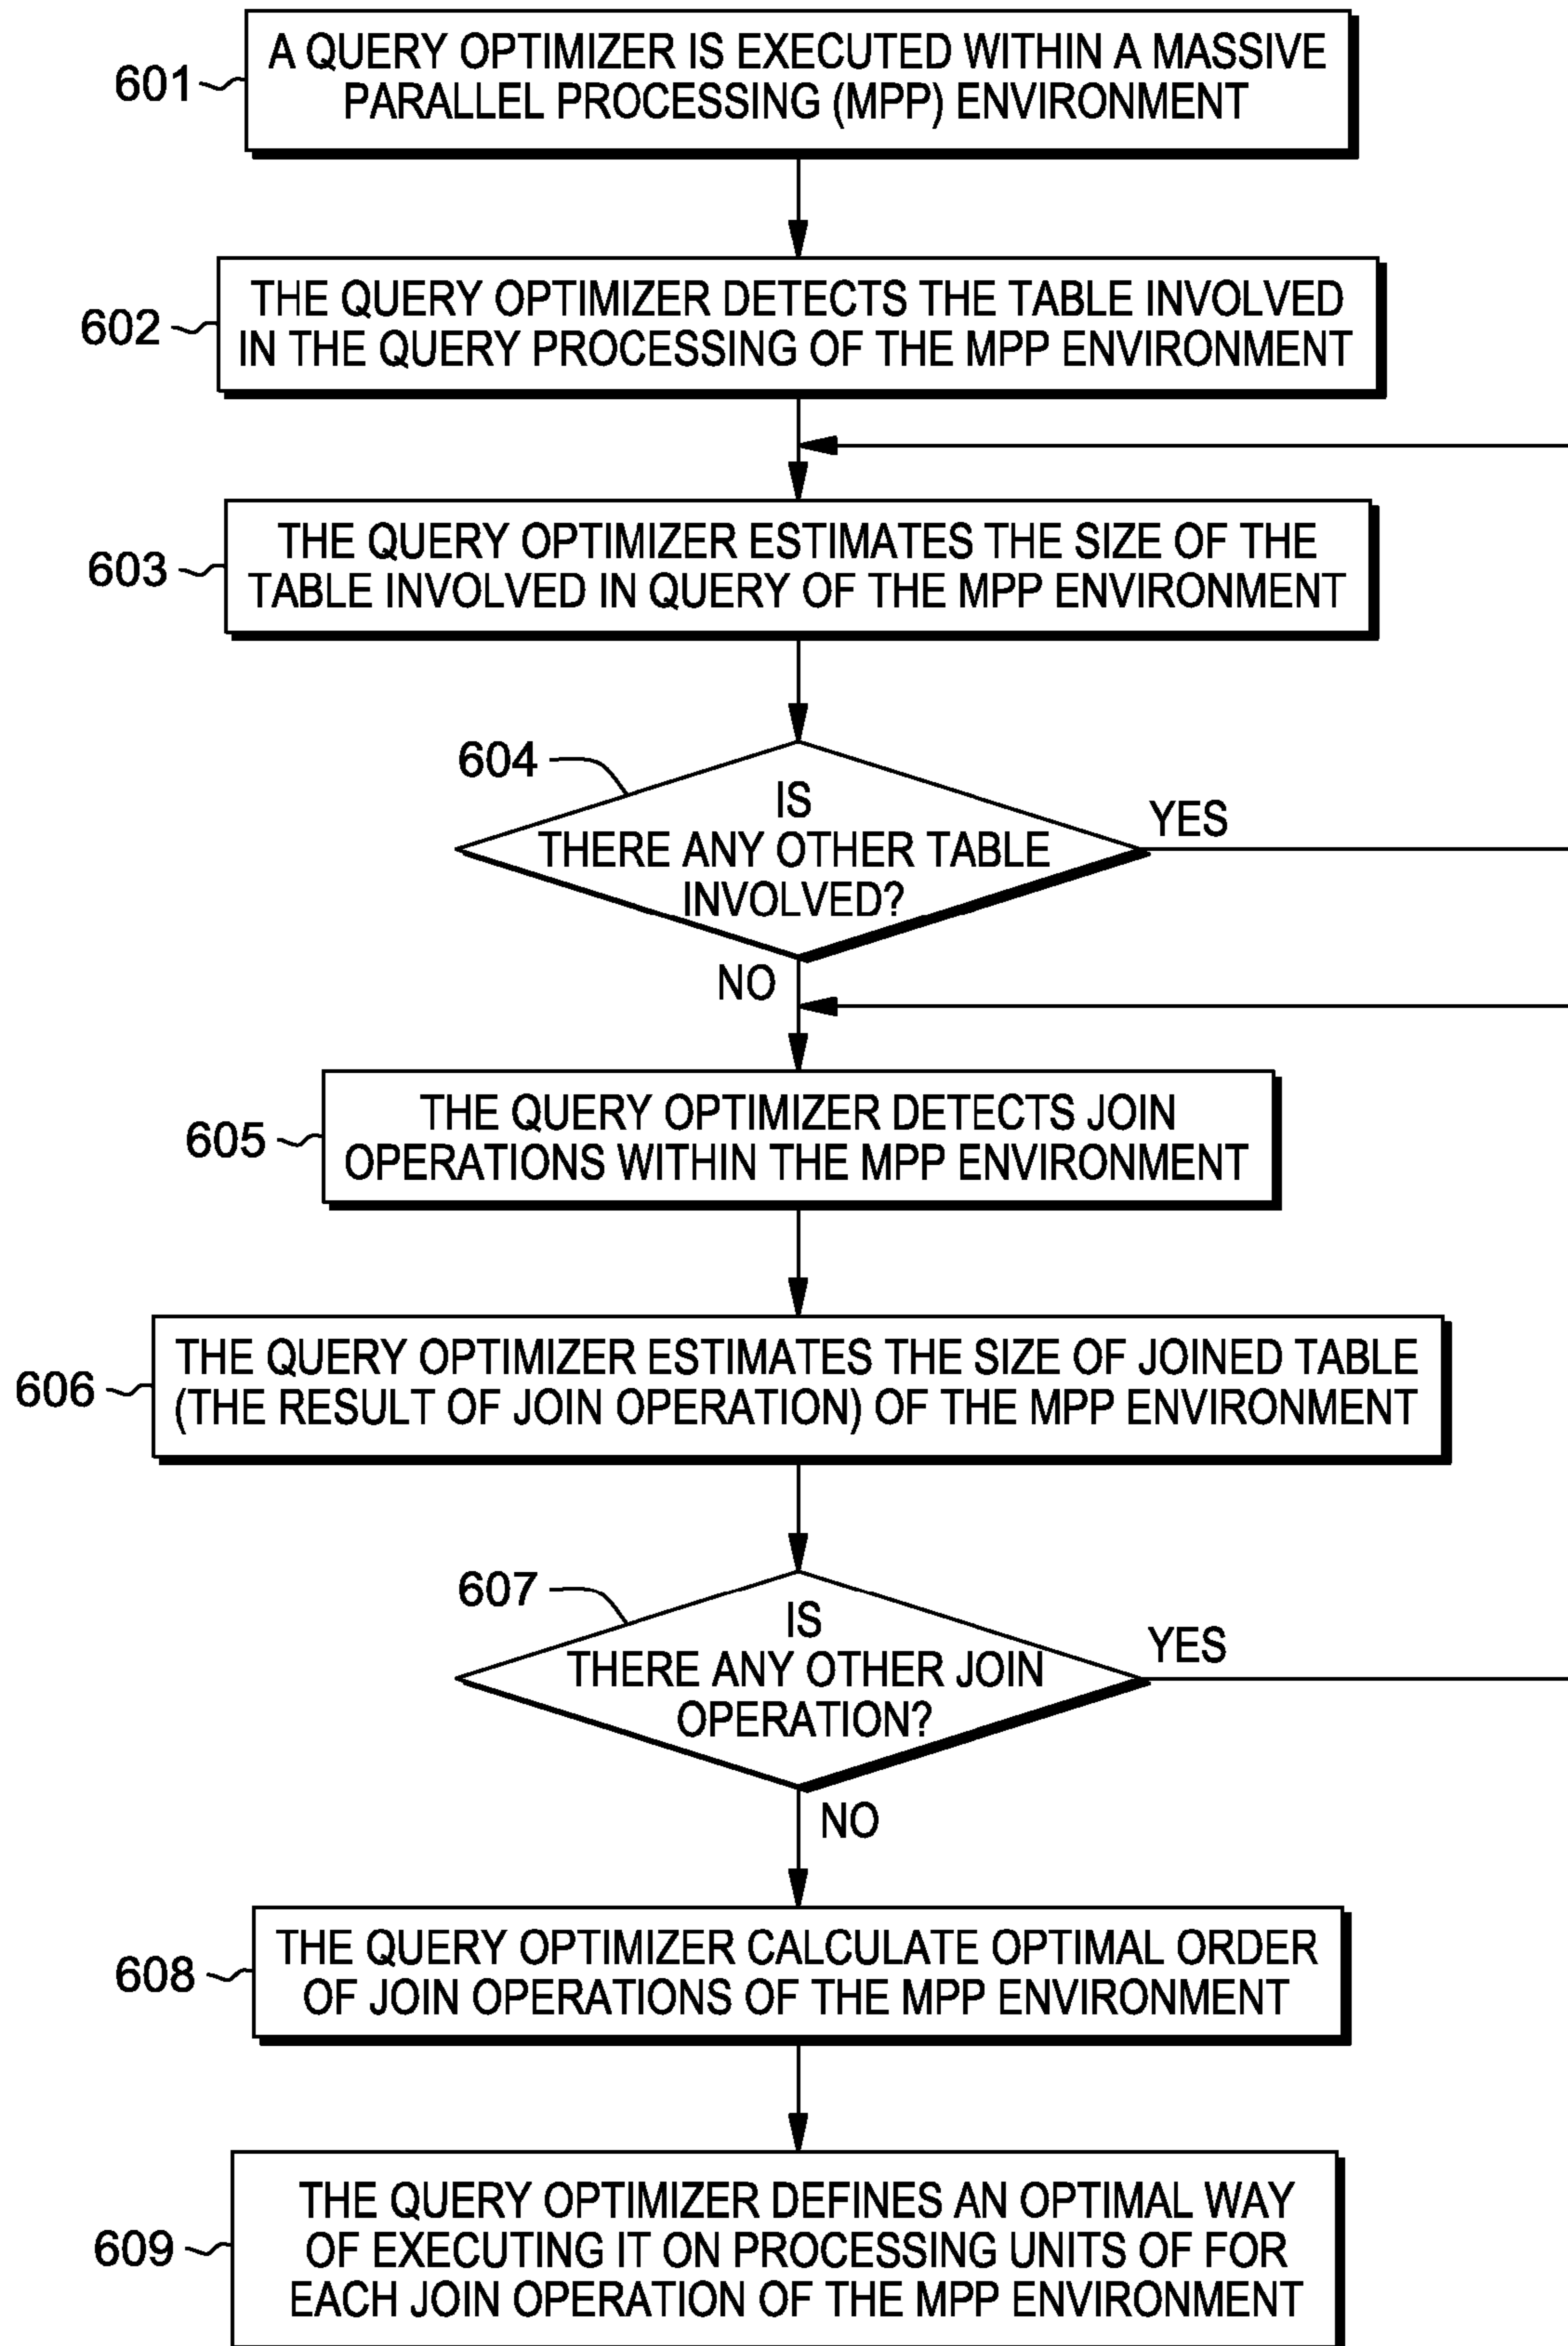 601
A QUERY OPTIMIZER IS EXECUTED WITHIN A MASSIVE
PARALLEL PROCESSING (MPP) ENVIRONMENT
602
THE QUERY OPTIMIZER DETECTS THE TABLE INVOLVED
IN THE QUERY PROCESSING OF THE MPP ENVIRONMENT
603
THE QUERY OPTIMIZER ESTIMATES THE SIZE OF THE
TABLE INVOLVED IN QUERY OF THE MPP ENVIRONMENT
604
IS
THERE ANY OTHER TABLE
INVOLVED?
YES
NO
605
THE QUERY OPTIMIZER DETECTS JOIN
OPERATIONS WITHIN THE MPP ENVIRONMENT
606
THE QUERY OPTIMIZER ESTIMATES THE SIZE OF JOINED TABLE
(THE RESULT OF JOIN OPERATION) OF THE MPP ENVIRONMENT
607
IS
THERE ANY OTHER JOIN
OPERATION?
YES
NO
608
THE QUERY OPTIMIZER CALCULATE OPTIMAL ORDER
OF JOIN OPERATIONS OF THE MPP ENVIRONMENT
609
THE QUERY OPTIMIZER DEFINES AN OPTIMAL WAY
OF EXECUTING IT ON PROCESSING UNITS OF FOR
EACH JOIN OPERATION OF THE MPP ENVIRONMENT